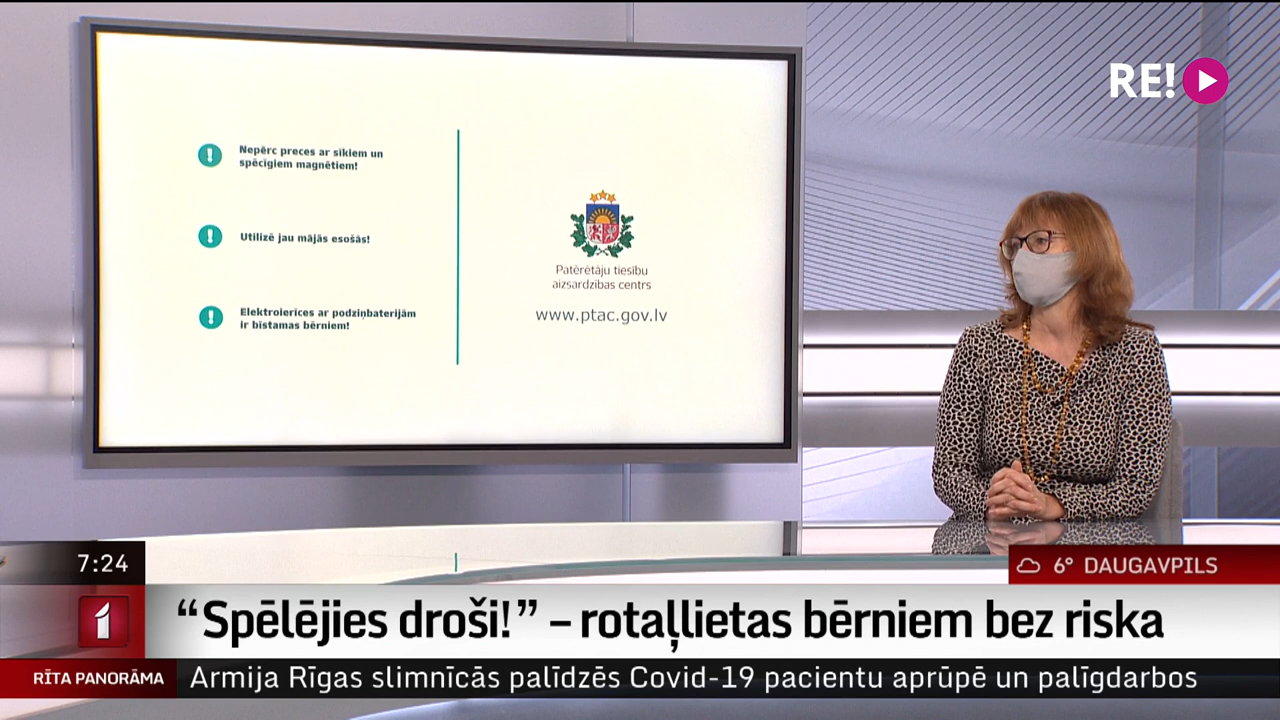 RE!
Nepērc preces ar sīkiem un
spēcīgiem magnētiem!
Utilizē jau mājās esošās!
Elektroierīces ar podziņbaterijām
ir bīstamas bērniem!
Patērētāju tiesību
aizsardzības centrs
www.ptac.gov.lv
7:24
6° DAUGAVPILS
1
“Spēlējies droši!” – rotaļlietas bērniem bez riska
RĪTA PANORĀMA
Armija Rīgas slimnīcās palīdzēs Covid-19 pacientu aprūpē un palīgdarbos